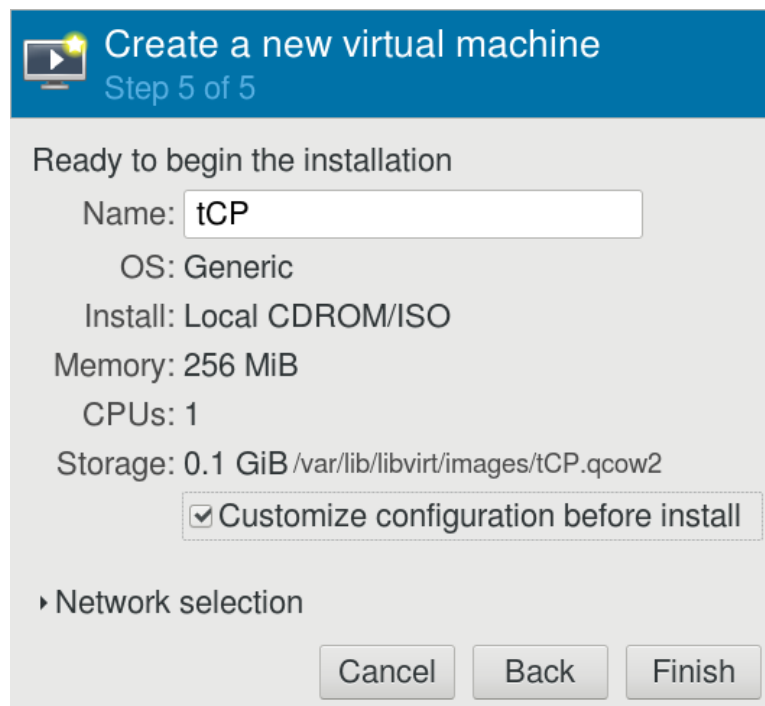 Create a new virtual machine
Step 5 of 5
Ready to begin the installation
Name: tCP
OS: Generic
Install: Local CDROM/ISO
Memory: 256 MiB
CPUs: 1
Storage: 0.1 GiB /var/lib/libvirt/images/tCP.qcow2
Customize configuration before install
Network selection
Cancel Back Finish